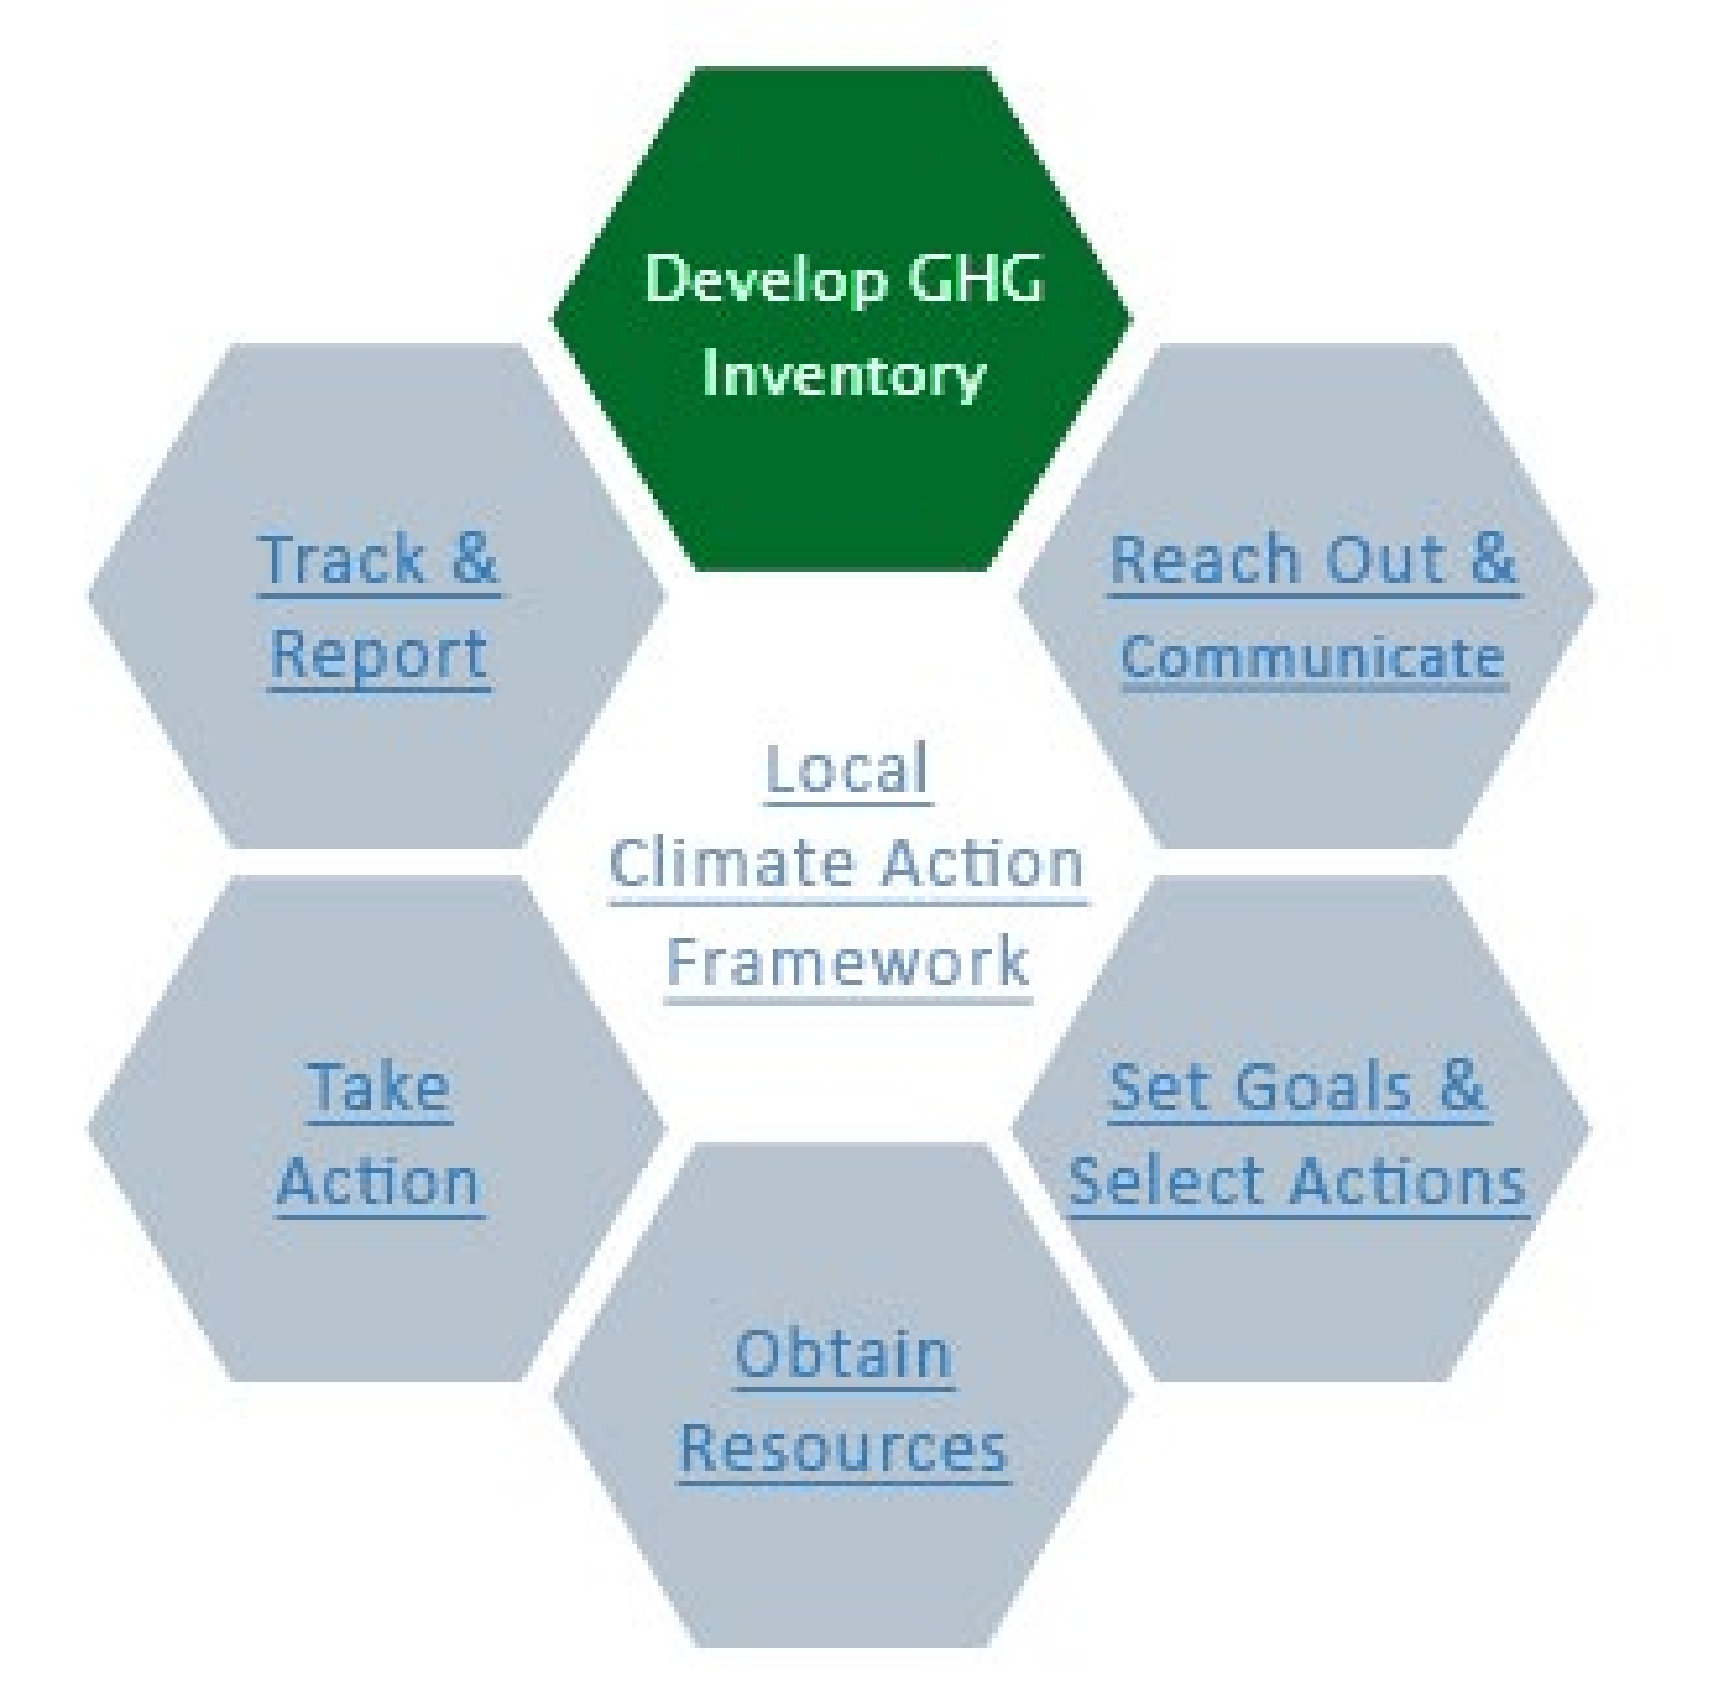 Develop GHG
Inventory
Reach Out &
Communicate
Set Goals &
Select Actions
Obtain
Resources
Take
Action
Track &
Report
Local
Climate Action
Framework